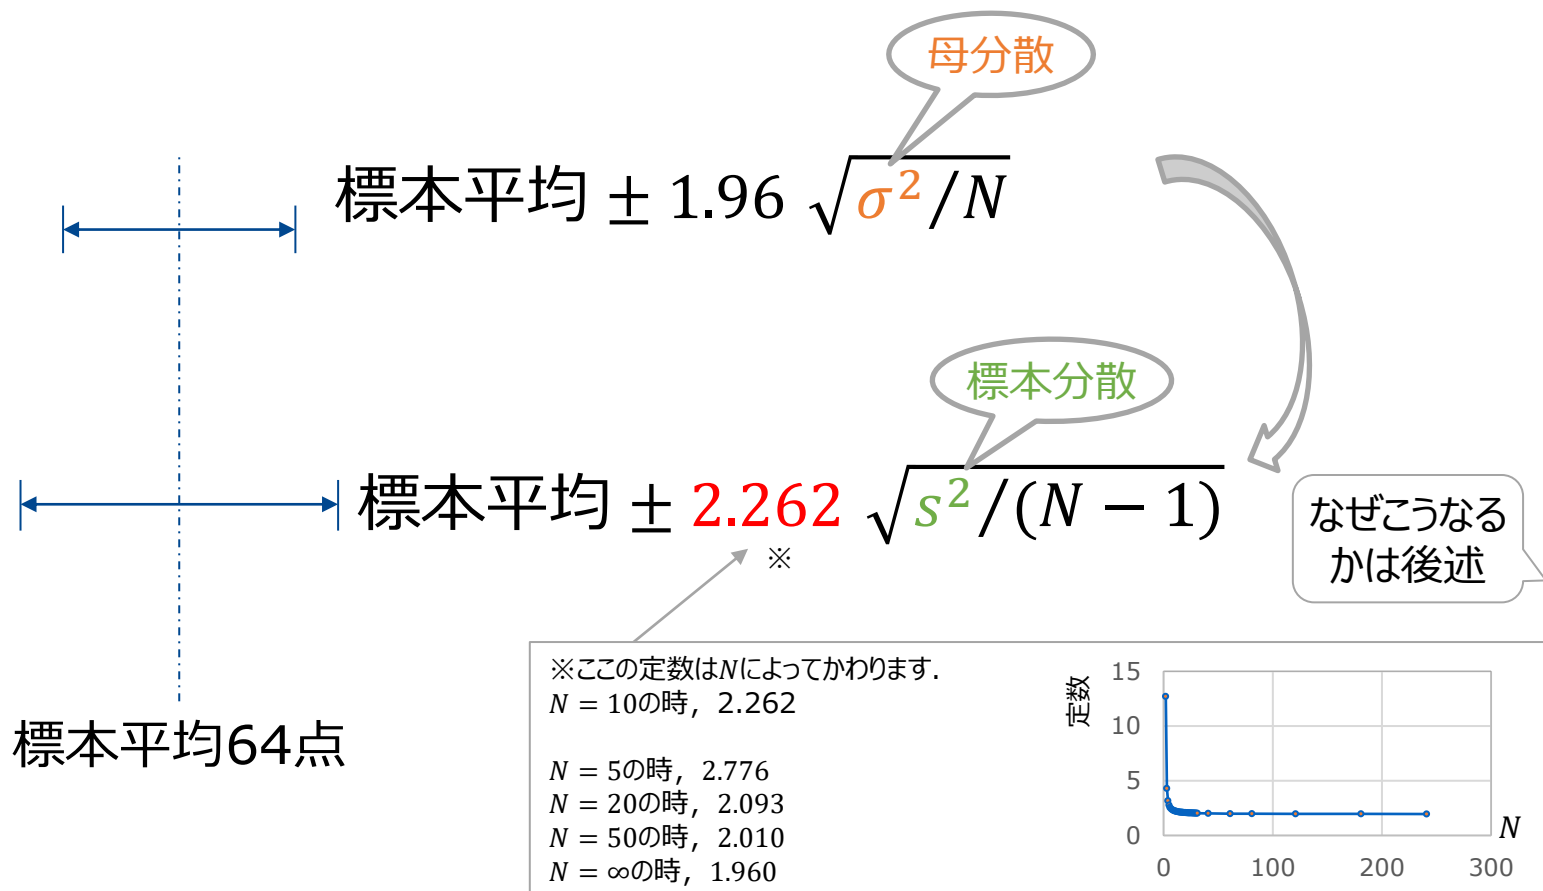 母分散
標本平均 ± 1.96 √σ²/N
標本分散
標本平均 ± 2.262 √s²/(N − 1)
※
なぜこうなる
かは後述
標本平均64点
※ここの定数はNによってかわります.
N = 10の時，2.262
N = 5の時，2.776
N = 20の時，2.093
N = 50の時，2.010
N = ∞の時，1.960
定数
15
10
5
0
0 100 200 300
N